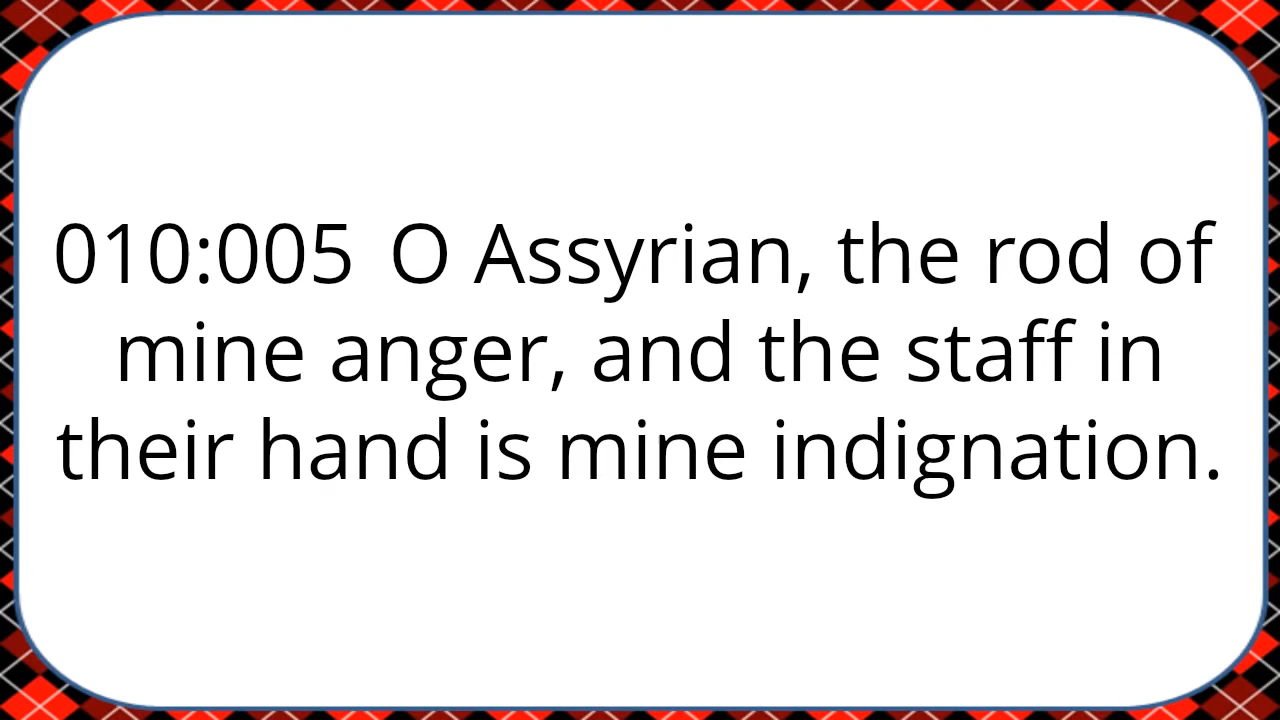 010:005 O Assyrian, the rod of
mine anger, and the staff in
their hand is mine indignation.